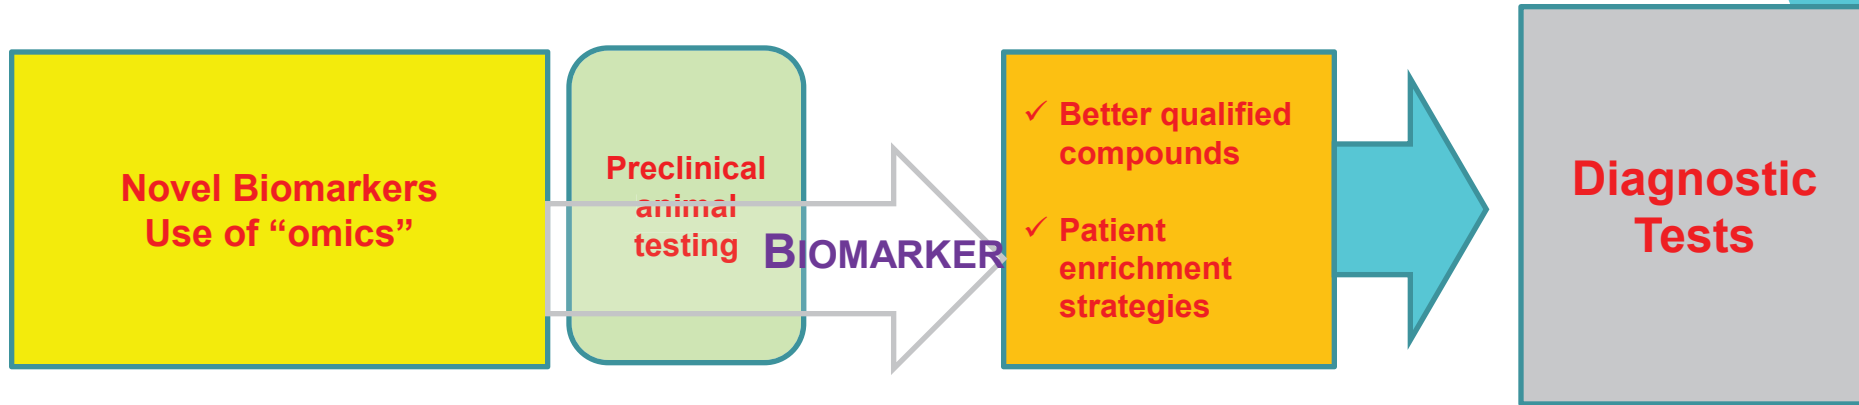 Novel Biomarkers
Use of “omics”
Preclinical
animal
testing
BIOMARKER
✓ Better qualified
compounds
✓ Patient
enrichment
strategies
Diagnostic
Tests